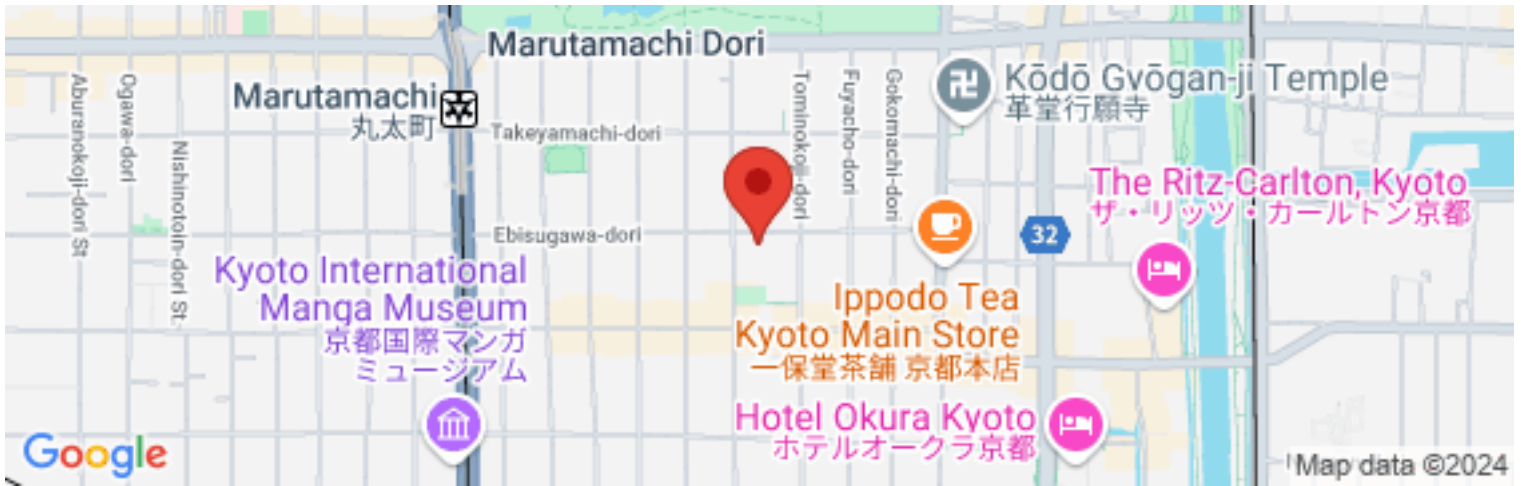 Marutamachi Dori
Marutamachi
丸太町
Takeyamachi-dori
Aburanokoji-dori St
Ogawa-dori
Nishinotoin-dori St.
Tominokoji-dori
Fuyacho-dori
Gokomachi-dori
Kōdō Gyōgan-ji Temple
革堂行願寺
The Ritz-Carlton, Kyoto
ザ・リッツ・カールトン京都
32
Ebisugawa-dori
Kyoto International
Manga Museum
京都国際マンガ
ミュージアム
Ippodo Tea
Kyoto Main Store
一保堂茶舗 京都本店
Hotel Okura Kyoto
ホテルオークラ京都
Google
Map data ©2024